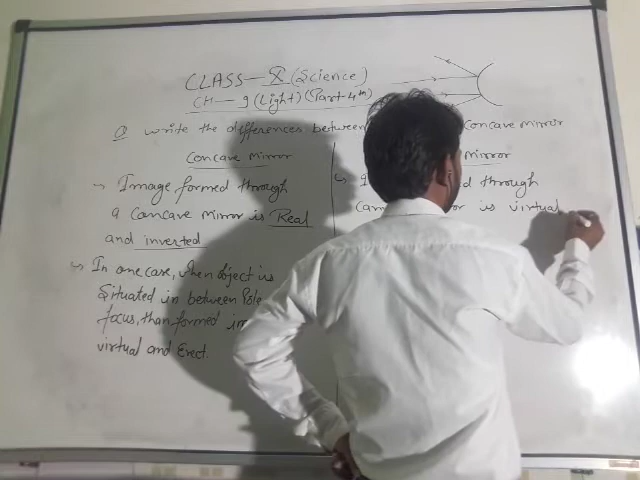 CLASS-X (Science)
CH-9 (Light) (Part-4th)
Q Write the differences between Concave mirror
Concave Mirror
Mirror
Image formed through
a Concave Mirror is Real
and inverted
In one case, when object is
Situated in between Pole
focus, than formed
virtual and Erect.
through
is virtual